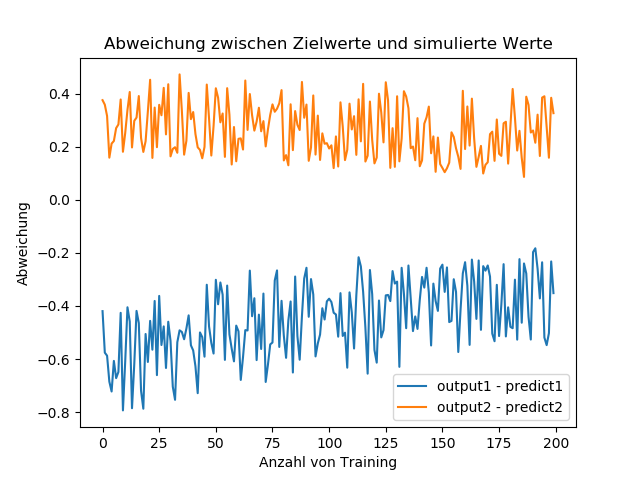 Abweichung zwischen Zielwerte und simulierte Werte
Abweichung
0.4
0.2
0.0
−0.2
−0.4
−0.6
−0.8
output1 - predict1
output2 - predict2
0 25 50 75 100 125 150 175 200
Anzahl von Training